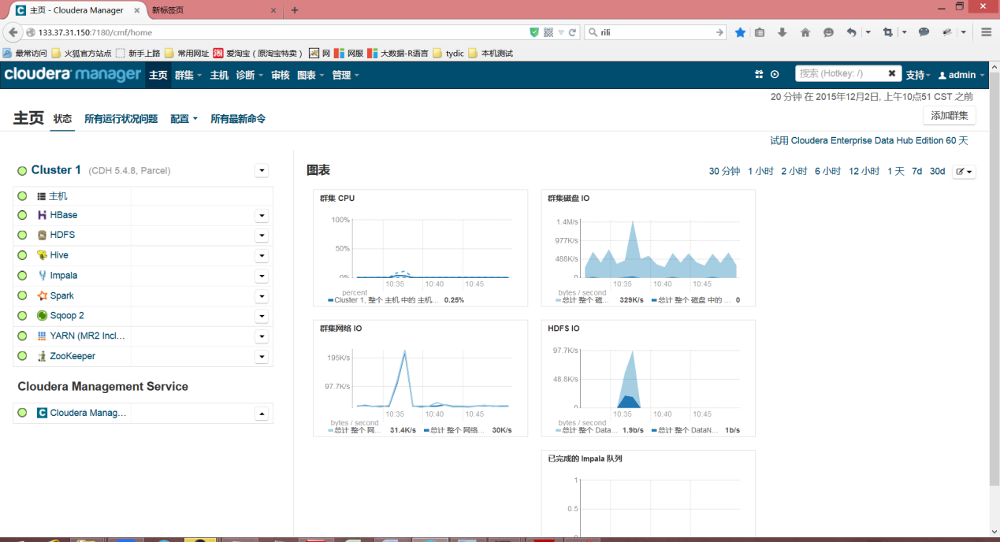 主页 - Cloudera Manager
新标签页
133.37.31.150:7180/cmf/home
rili
最常访问 火狐官方站点 新手上路 常用网址 爱淘宝（原淘宝特卖） 网 网服 大数据-R语言 tydic 本机测试
cloudera manager 主页 群集 主机 诊断 审核 图表 管理 搜索 (Hotkey: /) 支持 admin
20 分钟 在 2015年12月2日, 上午10点51 CST 之前
主页 状态 所有运行状况问题 配置 所有最新命令 添加群集
试用 Cloudera Enterprise Data Hub Edition 60 天
Cluster 1 (CDH 5.4.8, Parcel)
主机
HBase
HDFS
Hive
Impala
Spark
Sqoop 2
YARN (MR2 Incl...
ZooKeeper
Cloudera Management Service
Cloudera Manag...
图表
30 分钟 1 小时 2 小时 6 小时 12 小时 1 天 7d 30d
群集 CPU
100%
50%
0%
10:35 10:40 10:45
percent
Cluster 1, 整个 主机 中的 主机... 0.25%
群集磁盘 IO
1.4M/s
977K/s
488K/s
0
10:35 10:40 10:45
bytes / second
总计 整个 磁... 329K/s 总计 整个 磁盘 中的 ... 0
群集网络 IO
195K/s
97.7K/s
10:35 10:40 10:45
bytes / second
总计 整个 网... 31.4K/s 总计 整个 网络... 30K/s
HDFS IO
97.7K/s
48.8K/s
0
10:35 10:40 10:45
bytes / second
总计 整个 Data... 1.9b/s 总计 整个 DataN... 1b/s
已完成的 Impala 队列
1
0.5